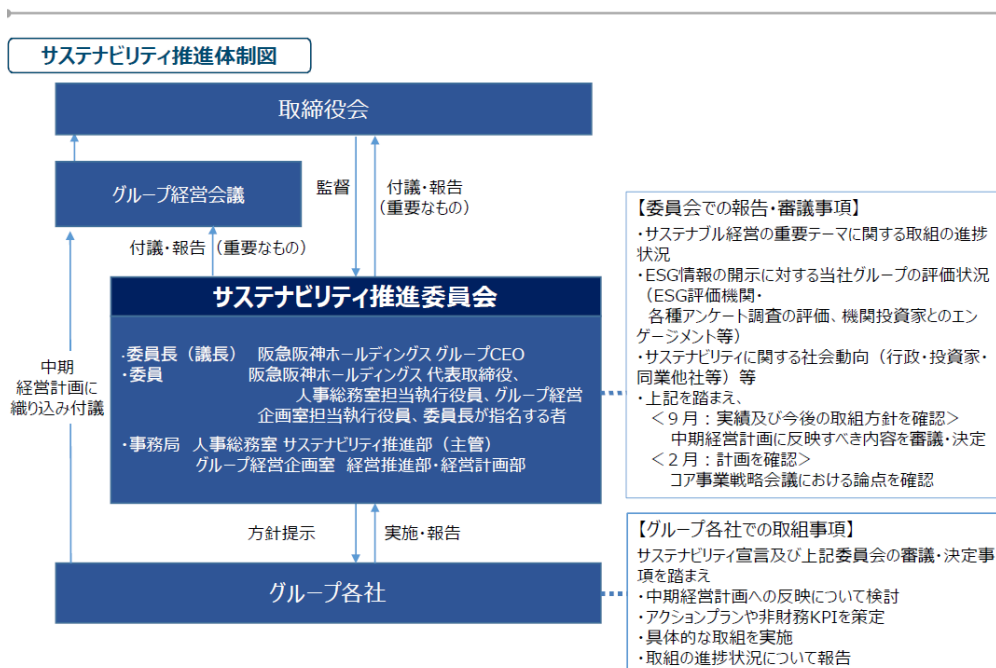 サステナビリティ推進体制図
取締役会
グループ経営会議
監督
付議・報告
（重要なもの）
付議・報告（重要なもの）
中期
経営計画に
織り込み付議
サステナビリティ推進委員会
・委員長（議長） 阪急阪神ホールディングス グループCEO
・委員 阪急阪神ホールディングス 代表取締役、
人事総務室担当執行役員、グループ経営
企画室担当執行役員、委員長が指名する者
・事務局 人事総務室 サステナビリティ推進部（主管）
グループ経営企画室 経営推進部・経営計画部
方針提示
実施・報告
グループ各社
【委員会での報告・審議事項】
・サステナブル経営の重要テーマに関する取組の進捗
状況
・ESG情報の開示に対する当社グループの評価状況
（ESG評価機関・
各種アンケート調査の評価、機関投資家とのエン
ゲージメント等）
・サステナビリティに関する社会動向（行政・投資家・
同業他社等）等
・上記を踏まえ、
＜９月：実績及び今後の取組方針を確認＞
中期経営計画に反映すべき内容を審議・決定
＜２月：計画を確認＞
コア事業戦略会議における論点を確認
【グループ各社での取組事項】
サステナビリティ宣言及び上記委員会の審議・決定事
項を踏まえ
・中期経営計画への反映について検討
・アクションプランや非財務KPIを策定
・具体的な取組を実施
・取組の進捗状況について報告